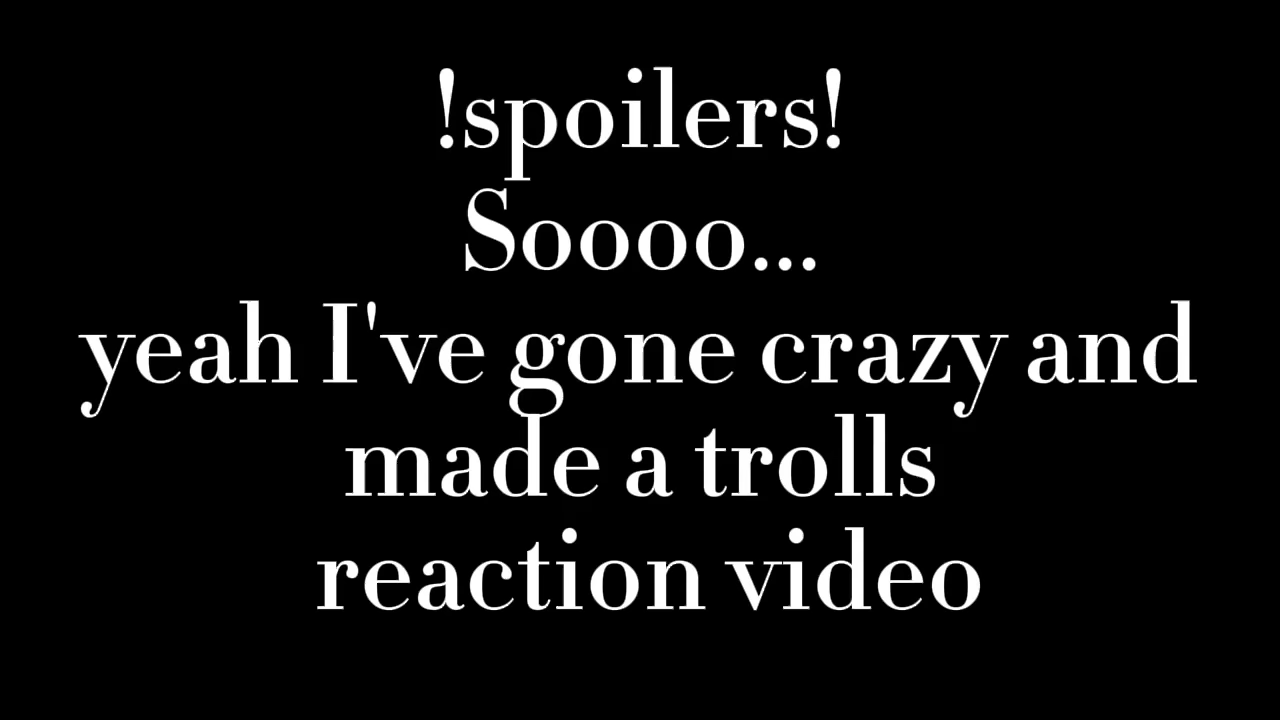 !spoilers!
Soooo...
yeah I've gone crazy and
made a trolls
reaction video